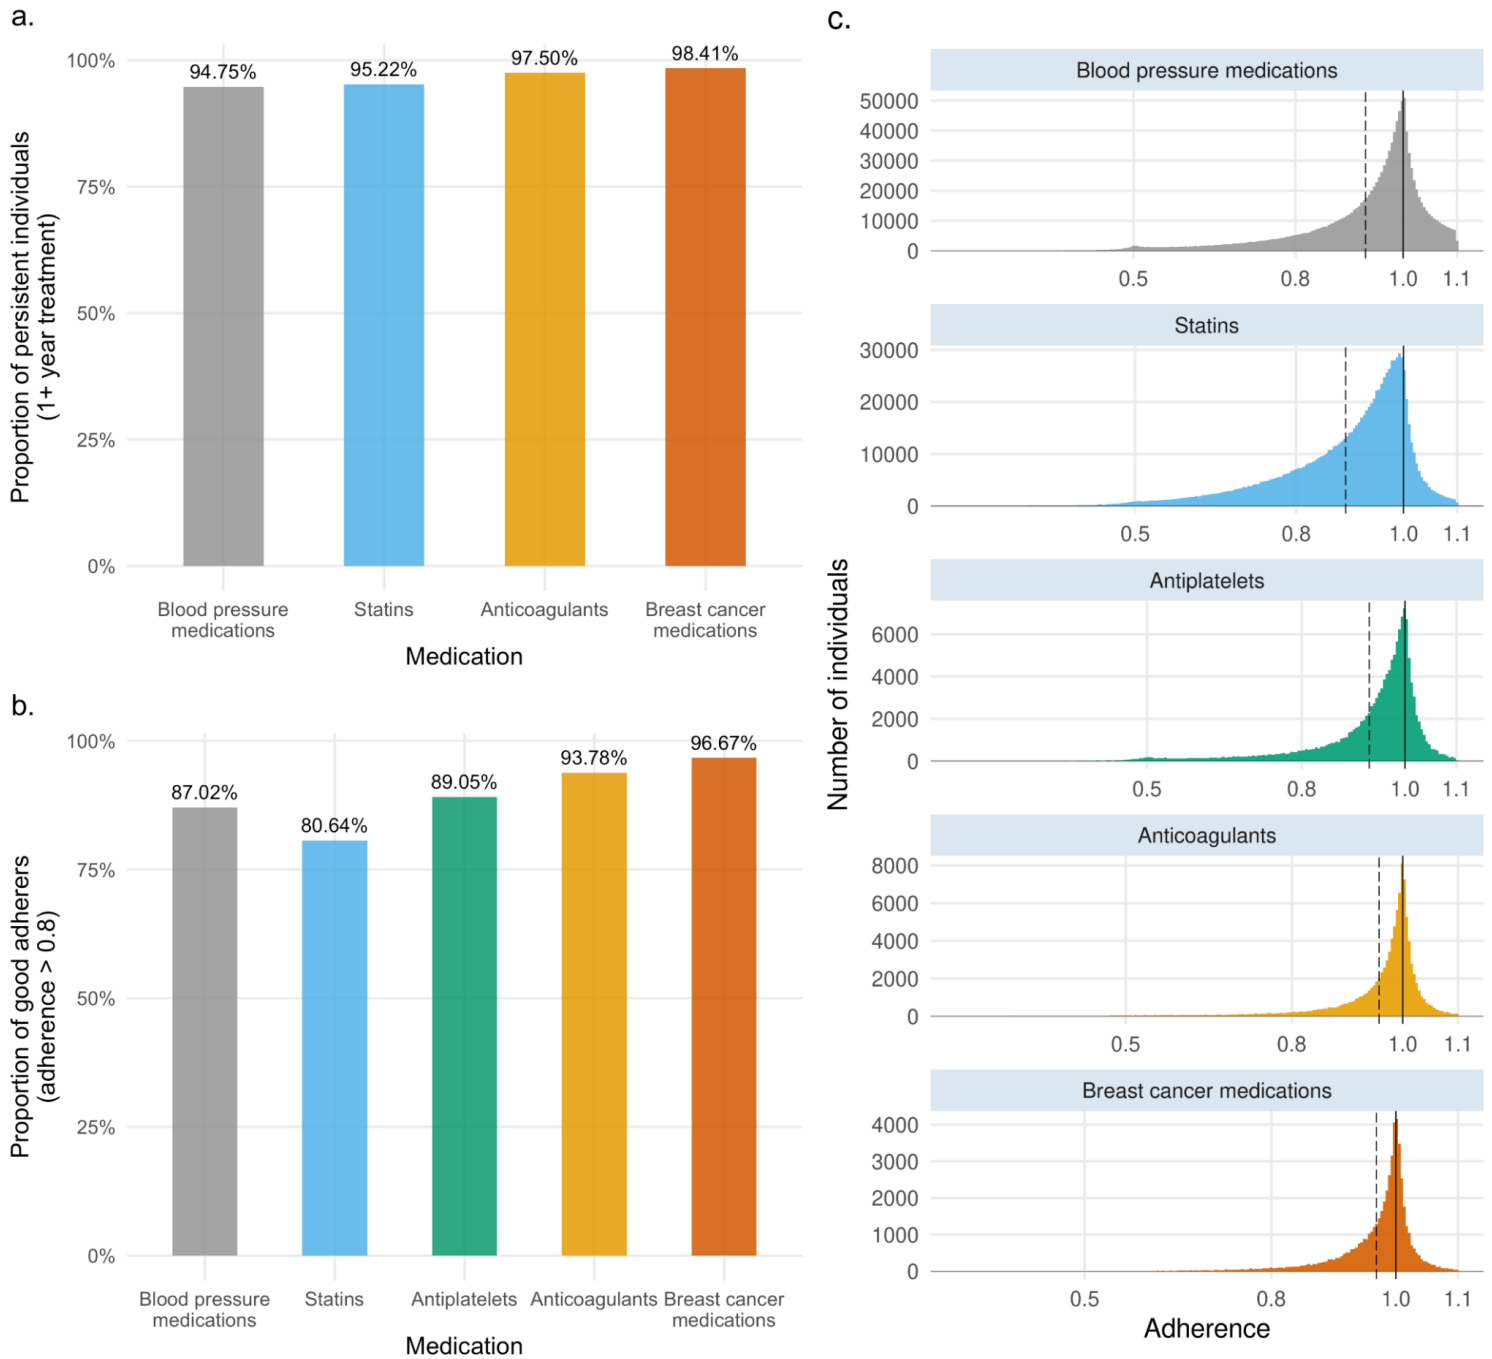 a.
Proportion of persistent individuals
(1+ year treatment)
100%
75%
50%
25%
0%
94.75%
95.22%
97.50%
98.41%
Blood pressure
medications
Statins
Anticoagulants
Breast cancer
medications
Medication
b.
Proportion of good adherers
(adherence > 0.8)
100%
75%
50%
25%
0%
87.02%
80.64%
89.05%
93.78%
96.67%
Blood pressure
medications
Statins
Antiplatelets
Anticoagulants
Breast cancer
medications
Medication
c.
Number of individuals
Blood pressure medications
50000
40000
30000
20000
10000
0
0.5 0.8 1.0 1.1
Statins
30000
20000
10000
0
0.5 0.8 1.0 1.1
Antiplatelets
6000
4000
2000
0
0.5 0.8 1.0 1.1
Anticoagulants
8000
6000
4000
2000
0
0.5 0.8 1.0 1.1
Breast cancer medications
4000
3000
2000
1000
0
0.5 0.8 1.0 1.1
Adherence